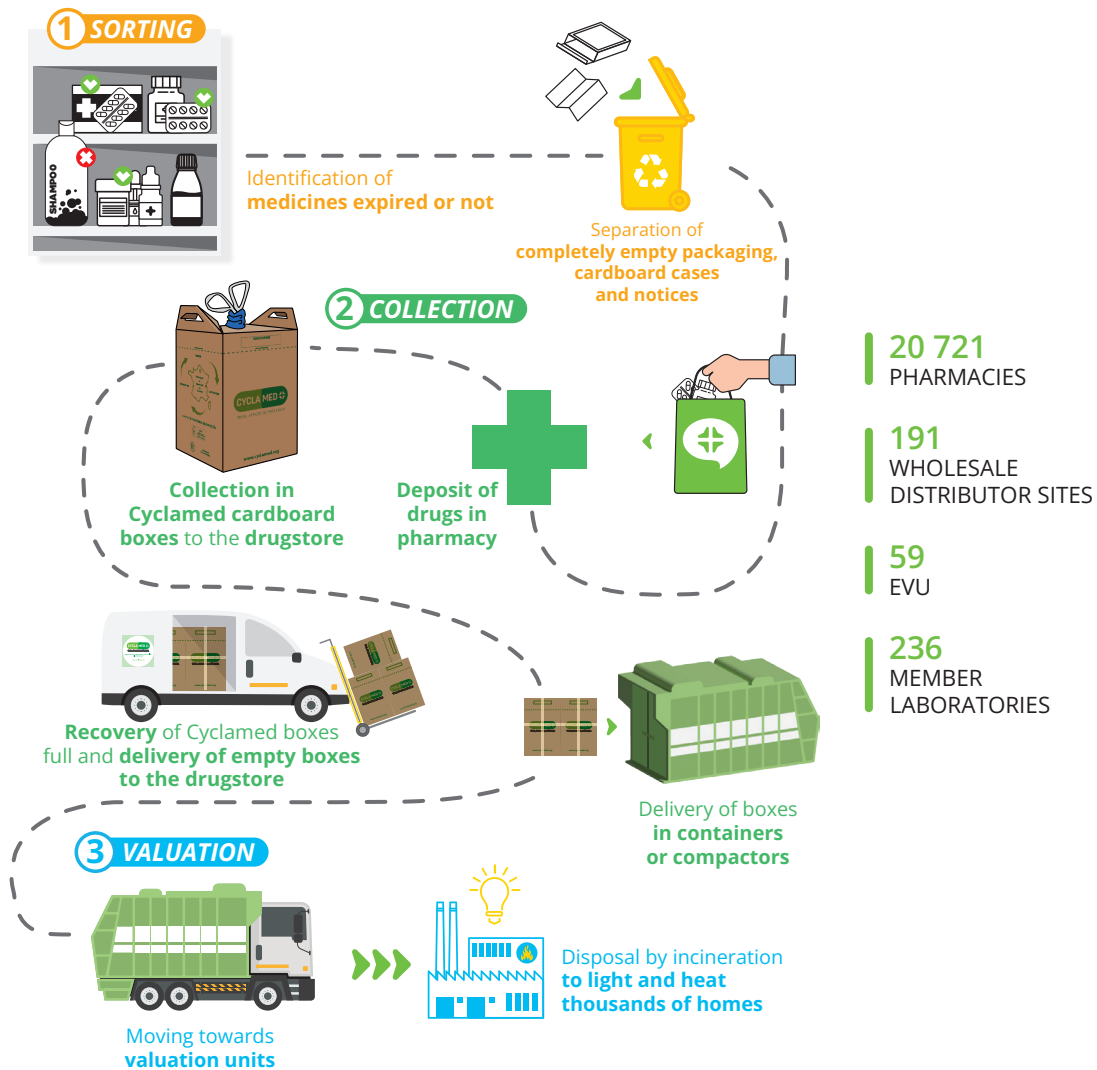 1 SORTING
SHAMPOO
Identification of
medicines expired or not
Separation of
completely empty packaging,
cardboard cases
and notices
2 COLLECTION
CYCLAMED
www.cyclamed.org
Collection in
Cyclamed cardboard
boxes to the drugstore
Deposit of
drugs in
pharmacy
20 721
PHARMACIES
191
WHOLESALE
DISTRIBUTOR SITES
59
EVU
236
MEMBER
LABORATORIES
CYCLAMED
Recovery of Cyclamed boxes
full and delivery of empty boxes
to the drugstore
Delivery of boxes
in containers
or compactors
3 VALUATION
Moving towards
valuation units
Disposal by incineration
to light and heat
thousands of homes